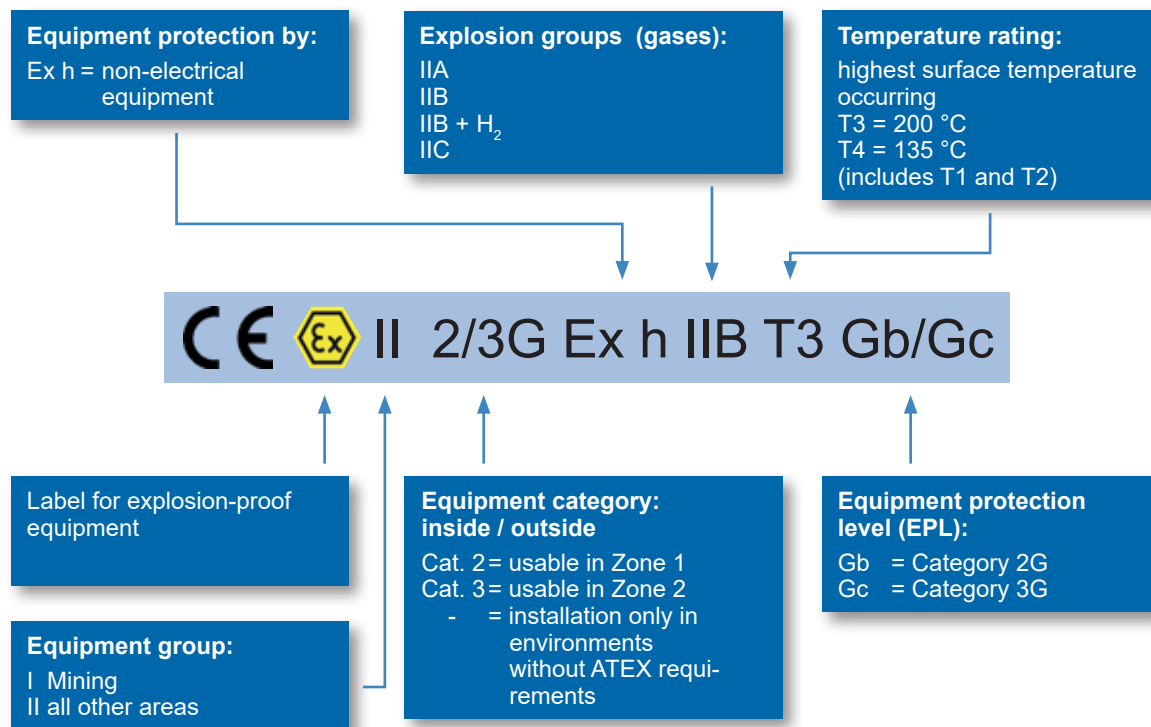 Equipment protection by:
Ex h = non-electrical
equipment
Explosion groups (gases):
IIA
IIB
IIB + H₂
IIC
Temperature rating:
highest surface temperature
occurring
T3 = 200 °C
T4 = 135 °C
(includes T1 and T2)
CE Ex II 2/3G Ex h IIB T3 Gb/Gc
Label for explosion-proof
equipment
Equipment group:
I Mining
II all other areas
Equipment category:
inside / outside
Cat. 2 = usable in Zone 1
Cat. 3 = usable in Zone 2
- = installation only in
environments
without ATEX requi-
rements
Equipment protection
level (EPL):
Gb = Category 2G
Gc = Category 3G